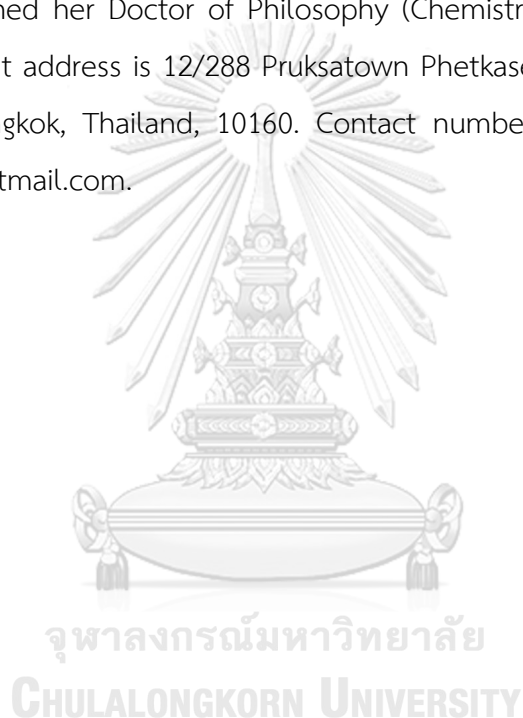 ned her Doctor of Philosophy (Chemistr
t address is 12/288 Pruksatown Phetkase
gkok, Thailand, 10160. Contact numbe
tmail.com.
จุฬาลงกรณ์มหาวิทยาลัย
CHULALONGKORN UNIVERSITY